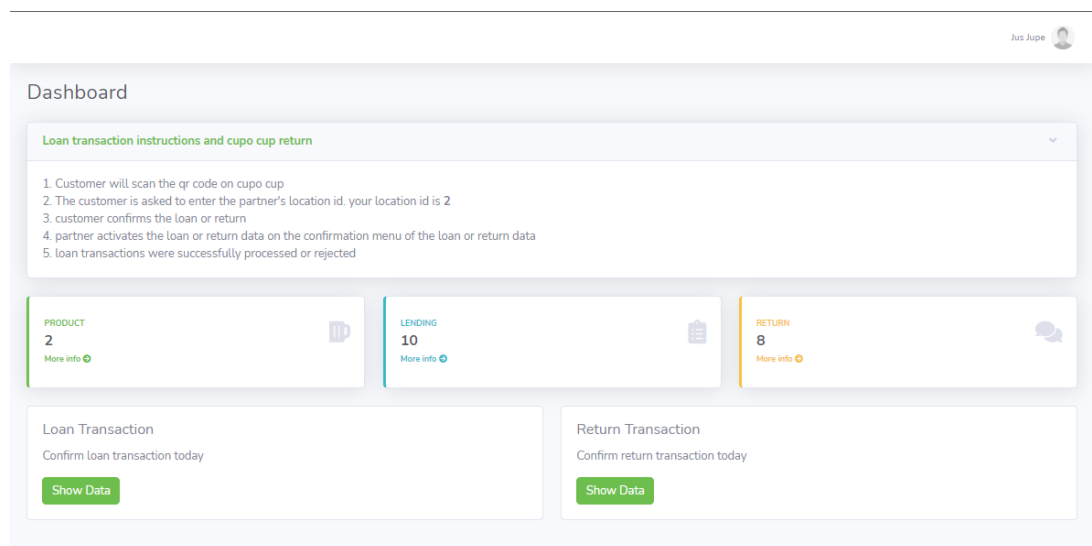 Jus Jupe
Dashboard
Loan transaction instructions and cupo cup return
1. Customer will scan the qr code on cupo cup
2. The customer is asked to enter the partner's location id. your location id is 2
3. customer confirms the loan or return
4. partner activates the loan or return data on the confirmation menu of the loan or return data
5. loan transactions were successfully processed or rejected
PRODUCT
2
More info
LENDING
10
More info
RETURN
8
More info
Loan Transaction
Confirm loan transaction today
Show Data
Return Transaction
Confirm return transaction today
Show Data